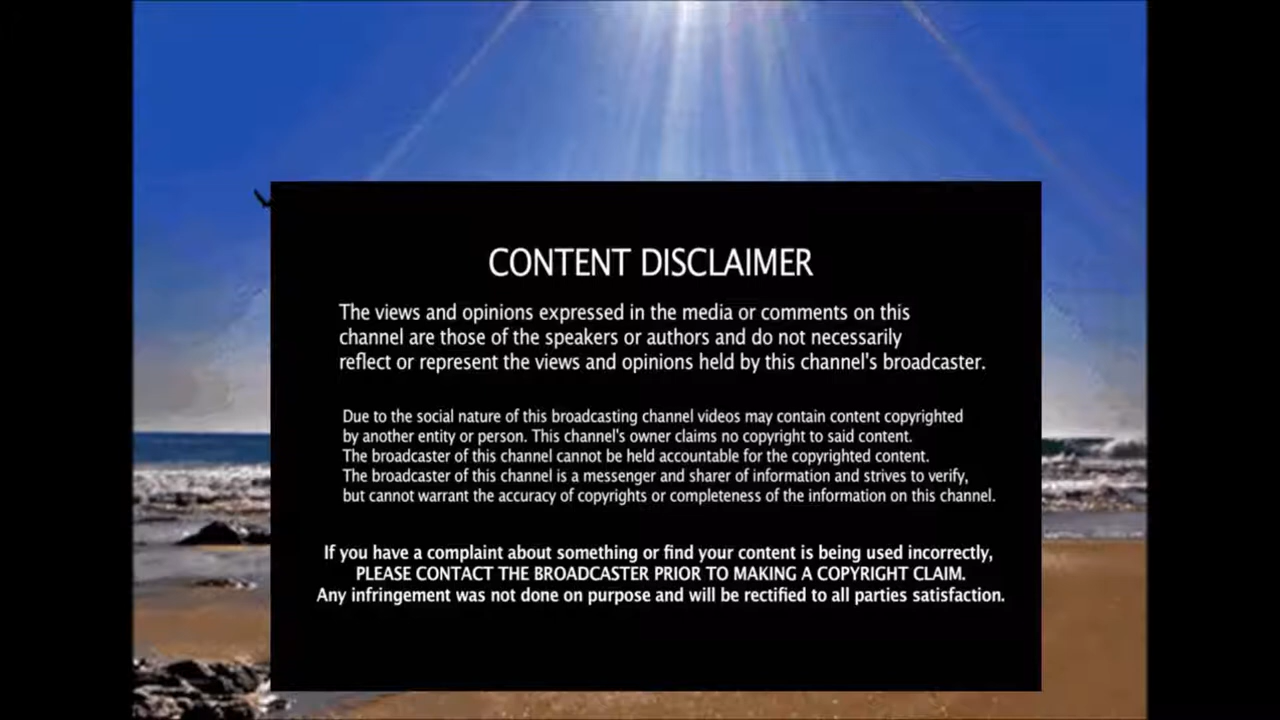 CONTENT DISCLAIMER
The views and opinions expressed in the media or comments on this
channel are those of the speakers or authors and do not necessarily
reflect or represent the views and opinions held by this channel's broadcaster.
Due to the social nature of this broadcasting channel videos may contain content copyrighted
by another entity or person. This channel's owner claims no copyright to said content.
The broadcaster of this channel cannot be held accountable for the copyrighted content.
The broadcaster of this channel is a messenger and sharer of information and strives to verify,
but cannot warrant the accuracy of copyrights or completeness of the information on this channel.
If you have a complaint about something or find your content is being used incorrectly,
PLEASE CONTACT THE BROADCASTER PRIOR TO MAKING A COPYRIGHT CLAIM.
Any infringement was not done on purpose and will be rectified to all parties satisfaction.